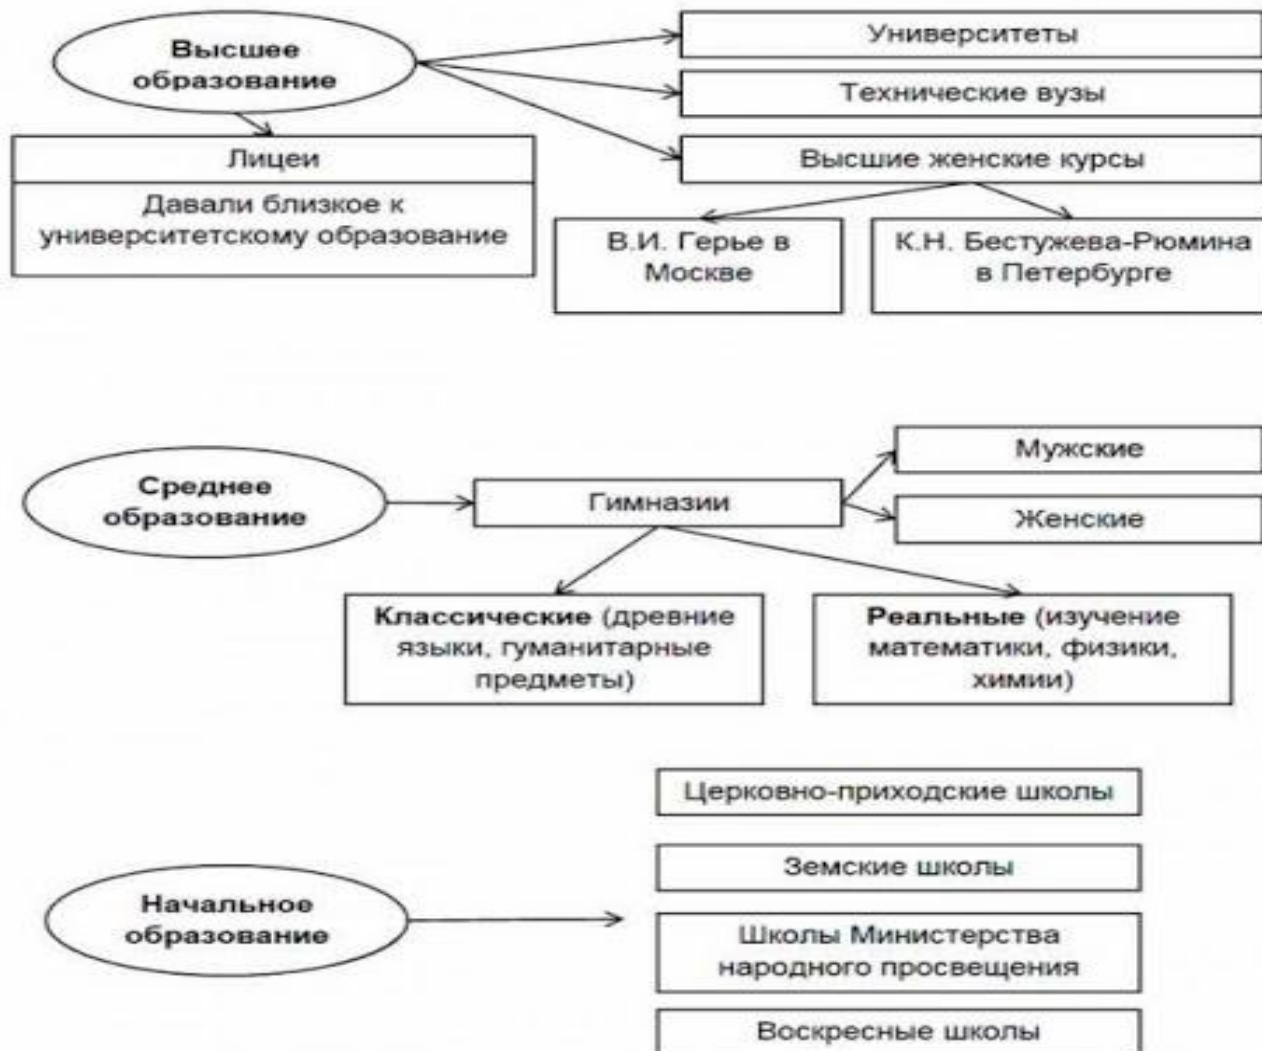 Высшее
образование
Университеты
Технические вузы
Высшие женские курсы
Лицеи
Давали близкое к
университетскому образование
В.И. Герье в
Москве
К.Н. Бестужева-Рюмина
в Петербурге
Среднее
образование
Гимназии
Мужские
Женские
Классические (древние
языки, гуманитарные
предметы)
Реальные (изучение
математики, физики,
химии)
Начальное
образование
Церковно-приходские школы
Земские школы
Школы Министерства
народного просвещения
Воскресные школы